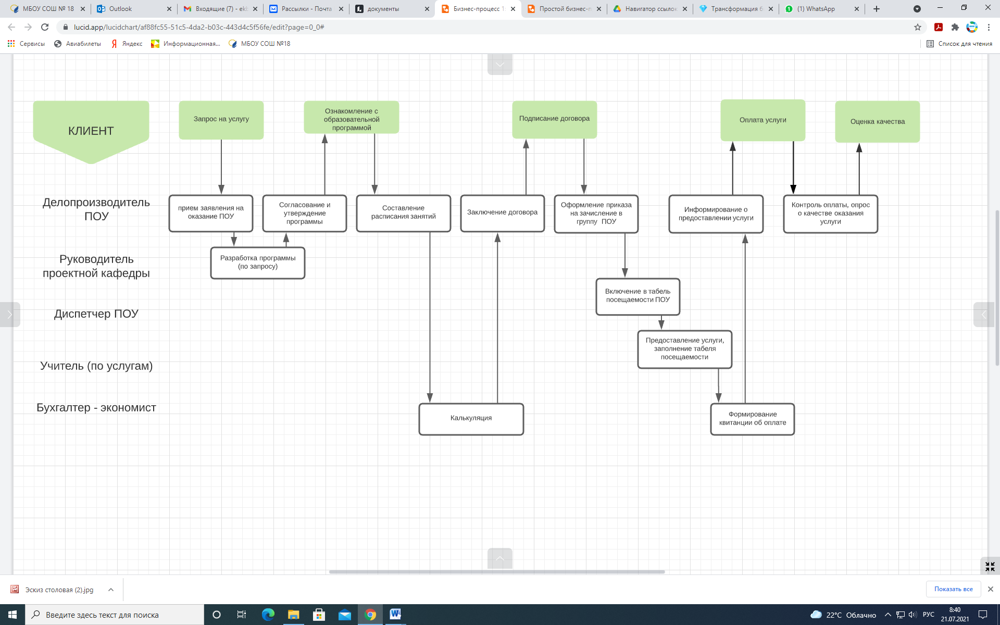 МБОУ СОШ № 18
Outlook
Входящие (7) - ekl
Рассылки - Почта
документы
Бизнес-процесс 1
Простой бизнес-п
Навигатор ссылок
Трансформация б
(1) WhatsApp
lucid.app/lucidchart/af88fc55-51c5-4da2-b03c-443d4c5f56fe/edit?page=0_0#
Сервисы
Авиабилеты
Яндекс
Информационная...
МБОУ СОШ №18
Список для чтения
КЛИЕНТ
Запрос на услугу
Ознакомление с
образовательной
программой
Подписание договора
Оплата услуги
Оценка качества
Делопроизводитель
ПОУ
прием заявления на
оказание ПОУ
Согласование и
утверждение
программы
Составление
расписания занятий
Заключение договора
Оформление приказа
на зачисление в
группу ПОУ
Информирование о
предоставлении услуги
Контроль оплаты, опрос
о качестве оказания
услуги
Руководитель
проектной кафедры
Разработка программы
(по запросу)
Диспетчер ПОУ
Включение в табель
посещаемости ПОУ
Учитель (по услугам)
Предоставление услуги,
заполнение табеля
посещаемости
Бухгалтер - экономист
Калькуляция
Формирование
квитанции об оплате
Эскиз столовая (2).jpg
Показать все
Введите здесь текст для поиска
22°C Облачно
РУС
8:40
21.07.2021